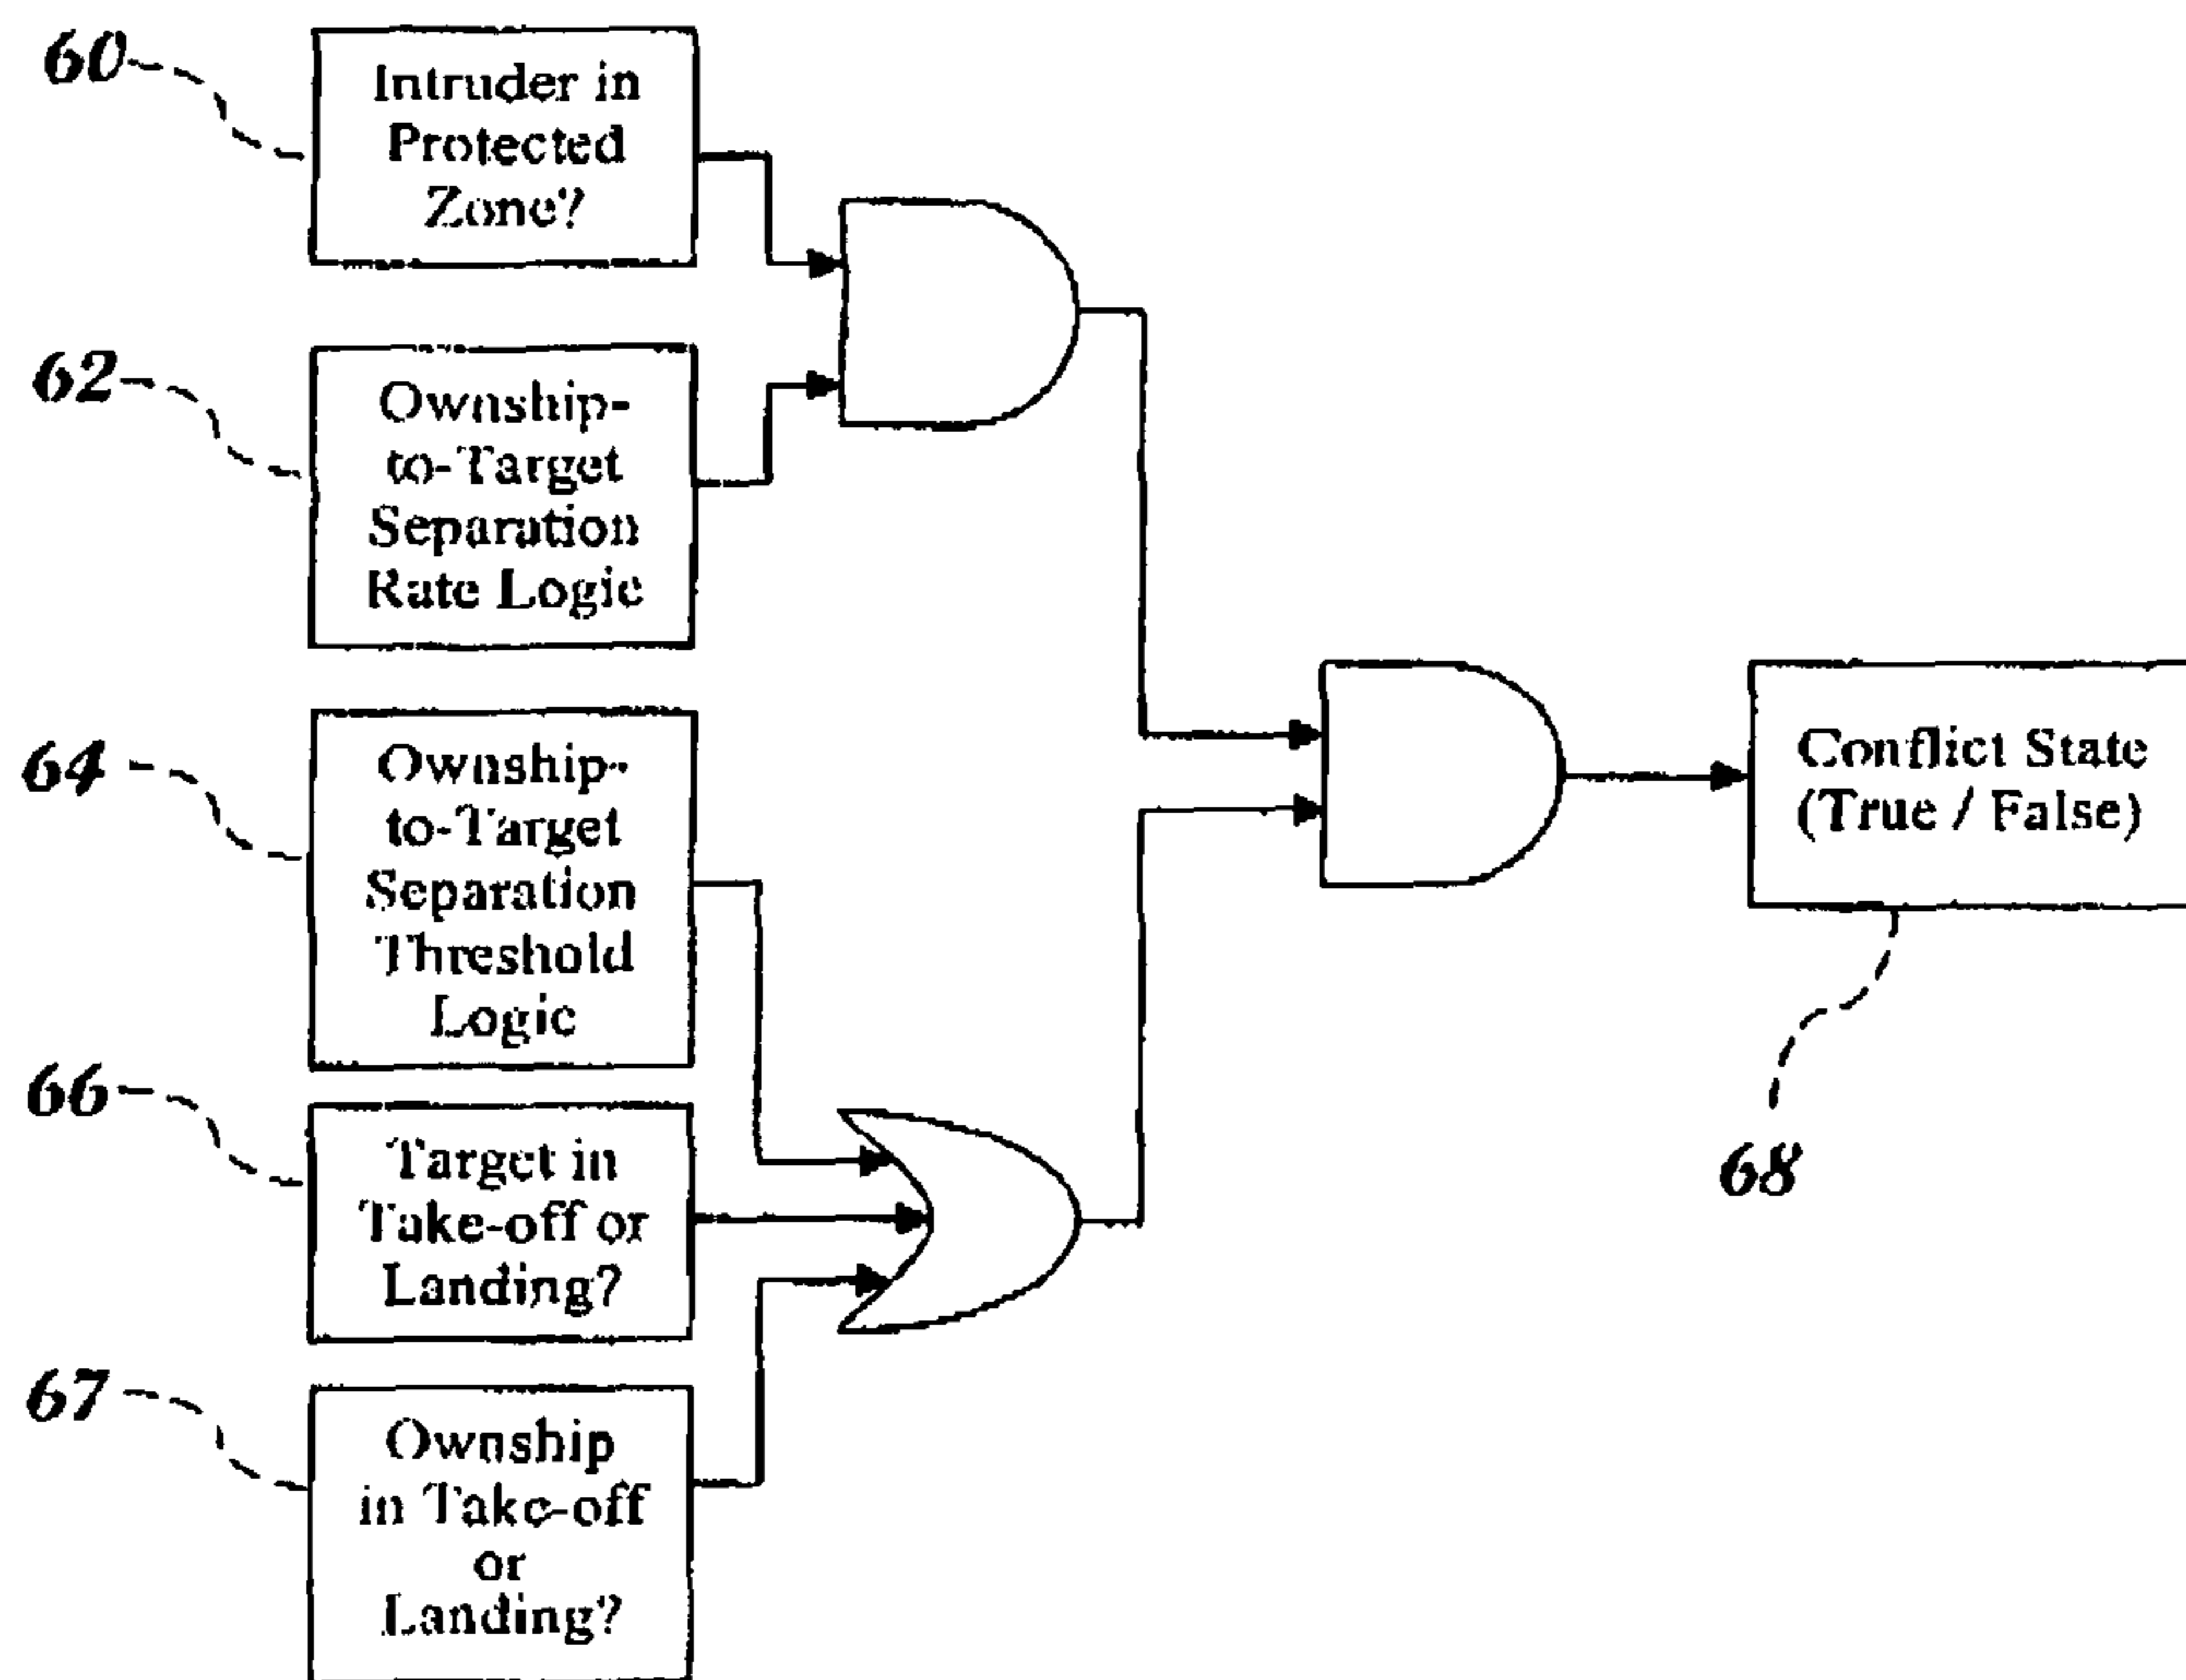 60
Intruder in
Protected
Zone?
62
Ownship-
to-Target
Separation
Rate Logic
64
Ownship-
to-Target
Separation
Threshold
Logic
66
Target in
Take-off or
Landing?
67
Ownship
in Take-off
or
Landing?
Conflict State
(True / False)
68